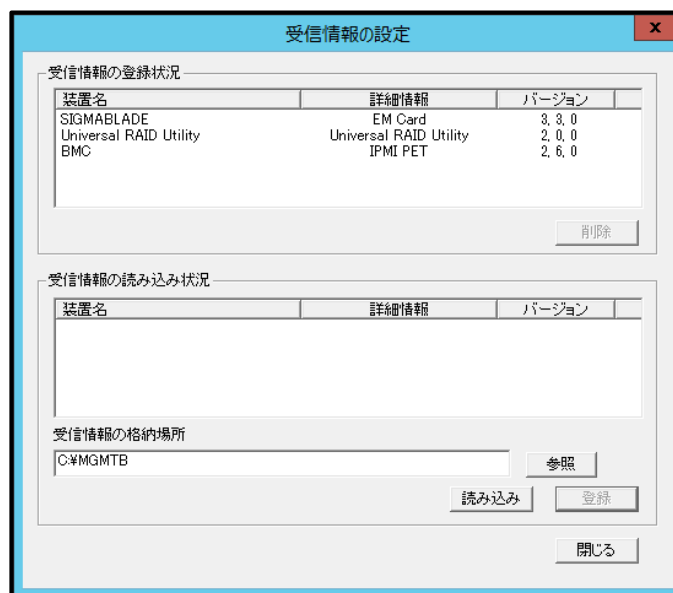 受信情報の設定
x
受信情報の登録状況
装置名 詳細情報 バージョン
SIGMABLADE EM Card 3, 3, 0
Universal RAID Utility Universal RAID Utility 2, 0, 0
BMC IPMI PET 2, 6, 0
削除
受信情報の読み込み状況
装置名 詳細情報 バージョン
受信情報の格納場所
C:¥MGMTB 参照
読み込み 登録
閉じる